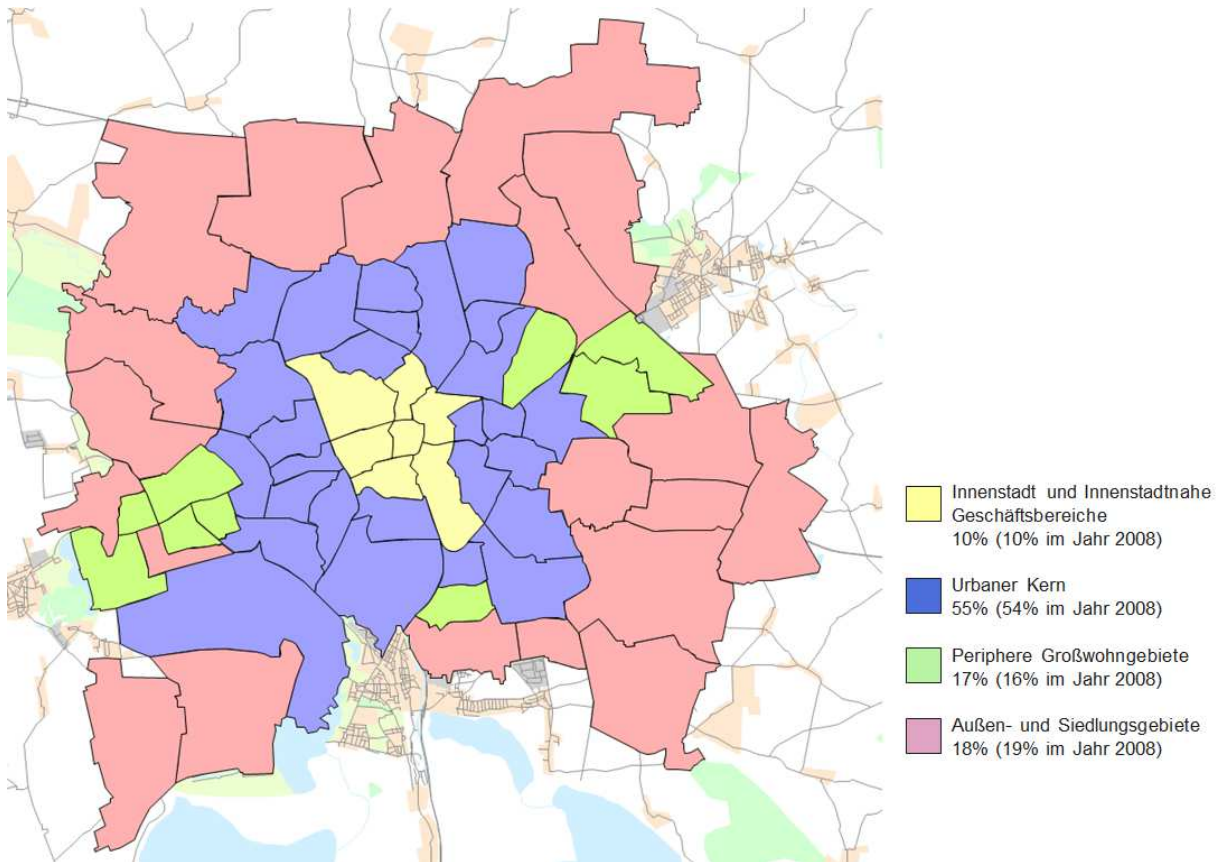 Innenstadt und Innenstadtnahe
Geschäftsbereiche
10% (10% im Jahr 2008)
Urbaner Kern
55% (54% im Jahr 2008)
Periphere Großwohngebiete
17% (16% im Jahr 2008)
Außen- und Siedlungsgebiete
18% (19% im Jahr 2008)